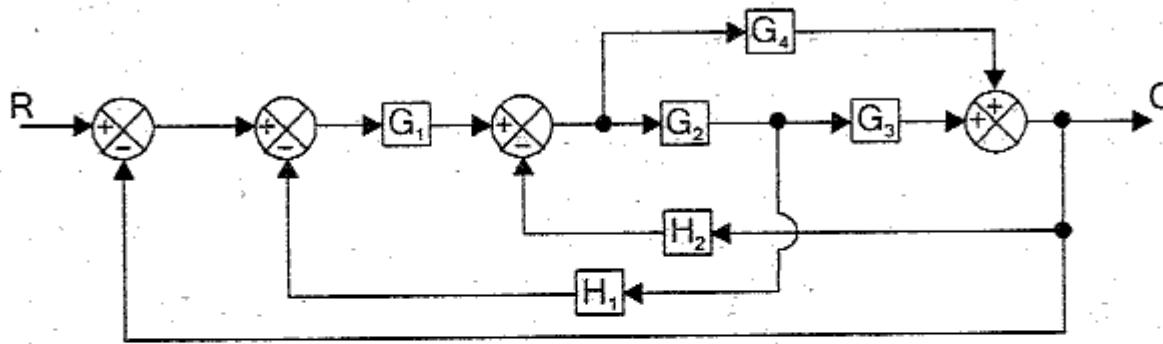 G₄
R
+
-
+
-
G₁
+
-
G₂
G₃
+
+
C
H₂
H₁